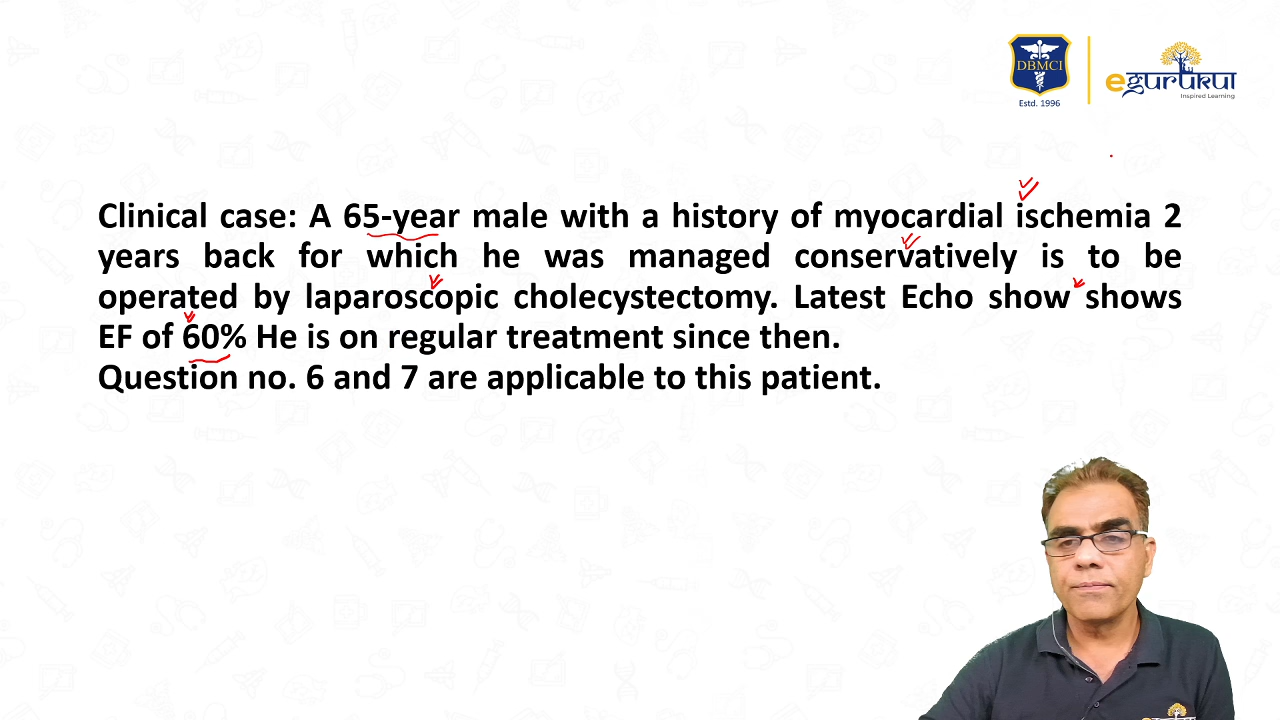 DBMCI
Estd. 1996
egurukul
Inspired Learning
Clinical case: A 65-year male with a history of myocardial ischemia 2
years back for which he was managed conservatively is to be
operated by laparoscopic cholecystectomy. Latest Echo show shows
EF of 60% He is on regular treatment since then.
Question no. 6 and 7 are applicable to this patient.